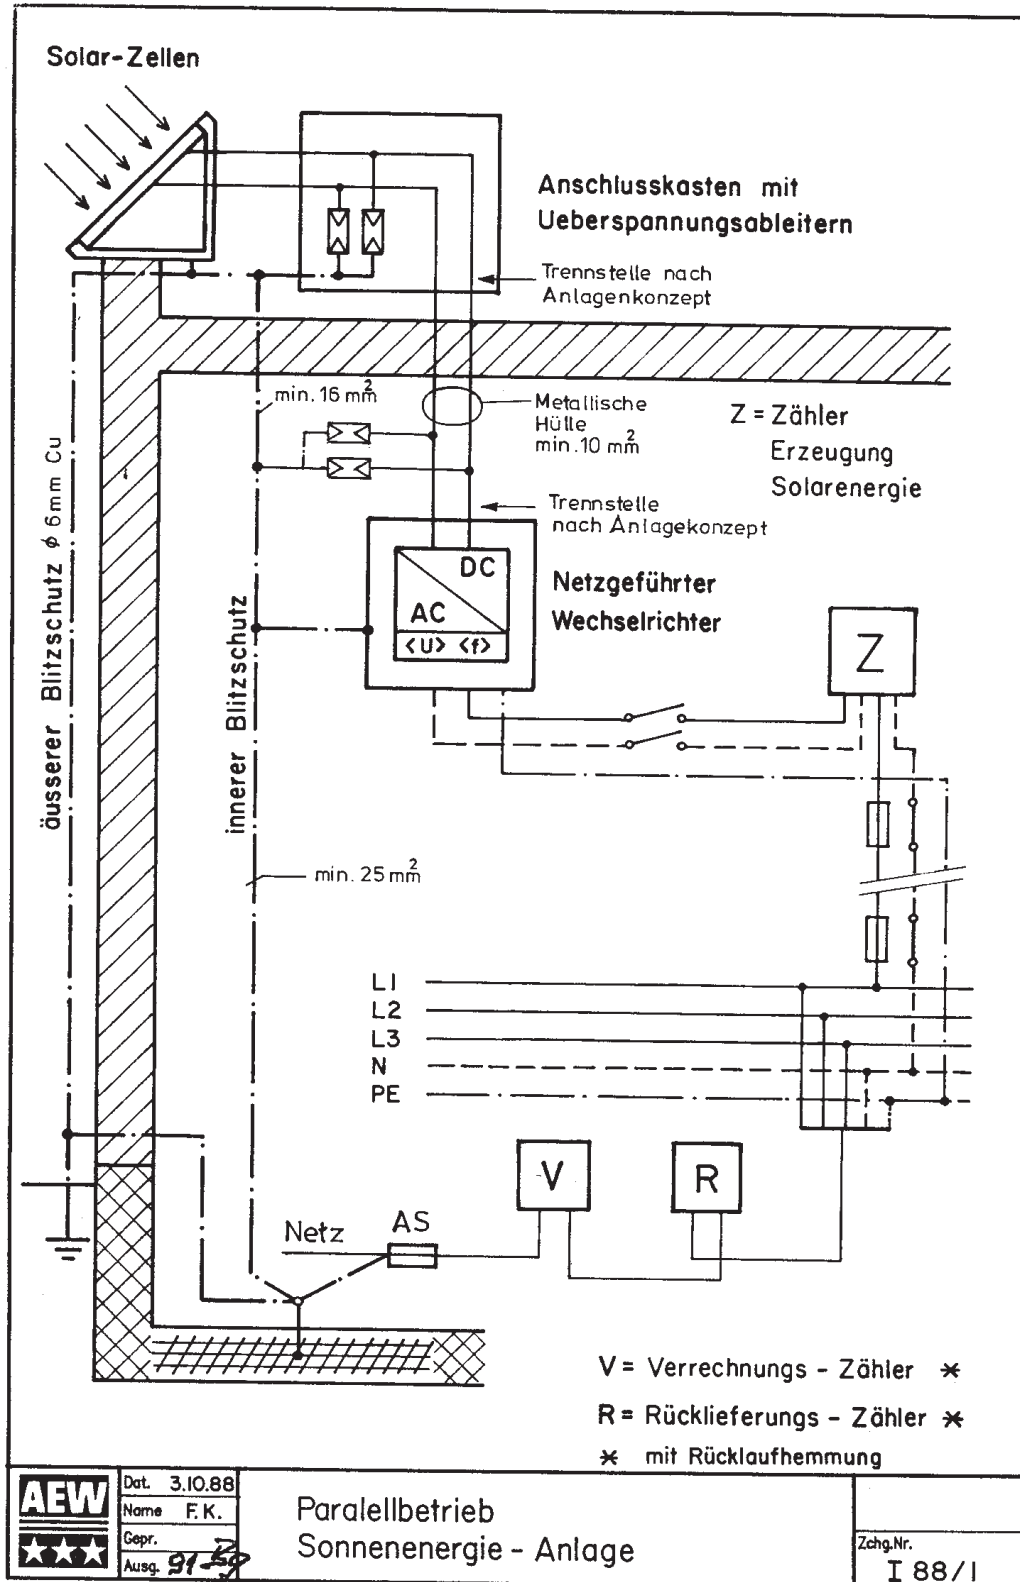 Solar-Zellen
Anschlusskasten mit
Ueberspannungsableitern
Trennstelle nach
Anlagenkonzept
min. 16 mm²
Metallische
Hülle
min. 10 mm²
Z = Zähler
Erzeugung
Solarenergie
Trennstelle
nach Anlagekonzept
DC
AC
<U> <f>
Netzgeführter
Wechselrichter
Z
äusserer Blitzschutz ϕ 6mm Cu
innerer Blitzschutz
min. 25 mm²
L1
L2
L3
N
PE
V
R
Netz
AS
V = Verrechnungs - Zähler *
R = Rücklieferungs - Zähler *
* mit Rücklaufhemmung
AEW
Dat. 3.10.88
Name F.K.
Gepr.
Ausg. 91-
Paralellbetrieb
Sonnenenergie - Anlage
Zchg.Nr.
I 88/1